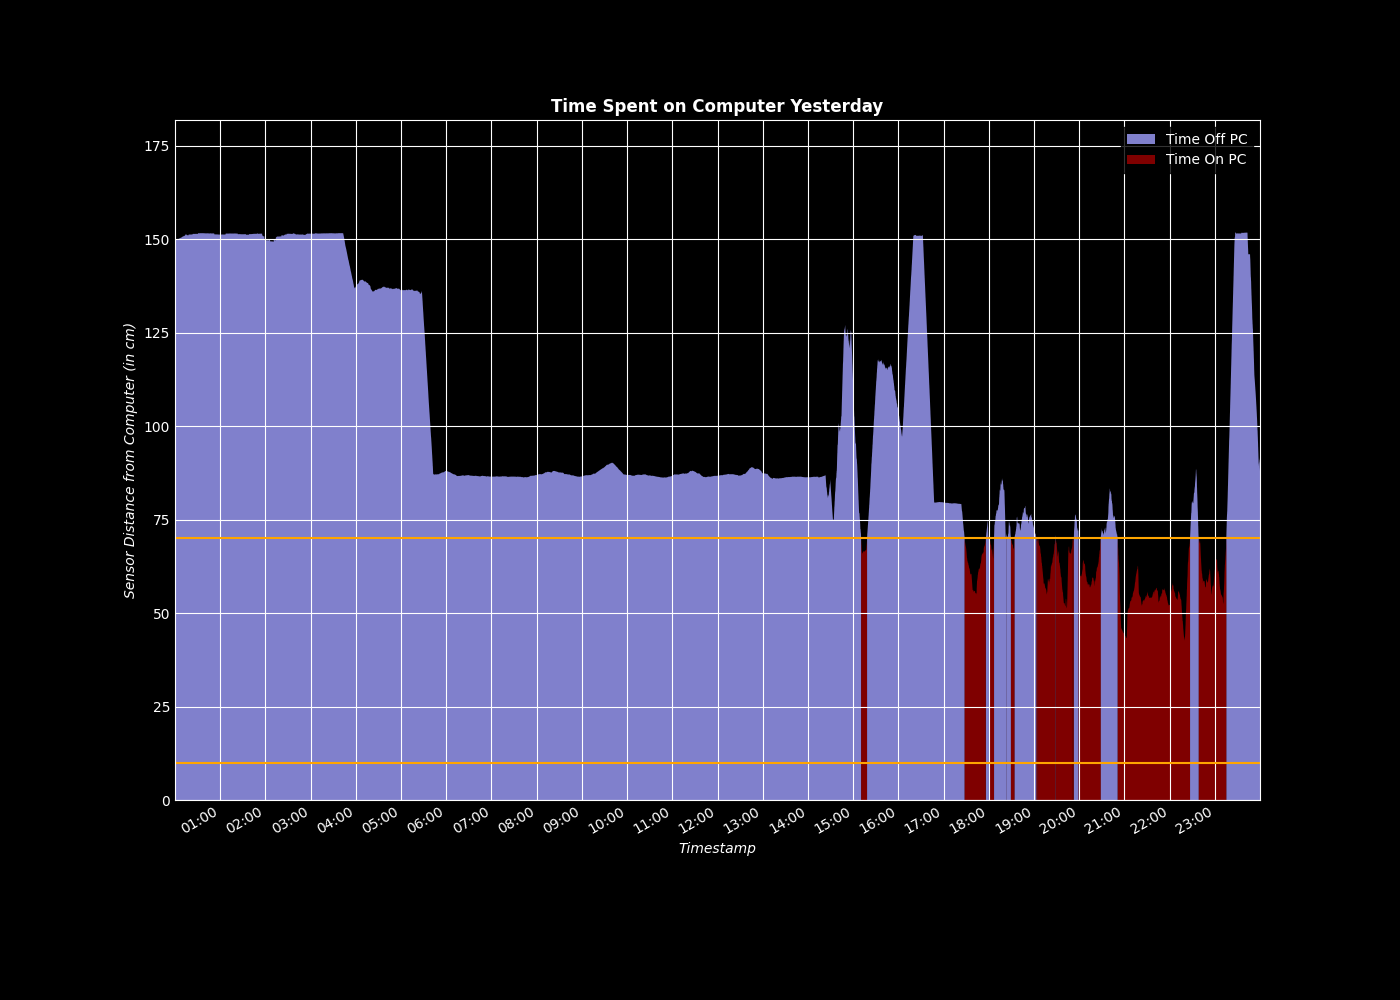 Time Spent on Computer Yesterday
Time Off PC
Time On PC
Sensor Distance from Computer (in cm)
175
150
125
100
75
50
25
0
01:00 02:00 03:00 04:00 05:00 06:00 07:00 08:00 09:00 10:00 11:00 12:00 13:00 14:00 15:00 16:00 17:00 18:00 19:00 20:00 21:00 22:00 23:00
Timestamp